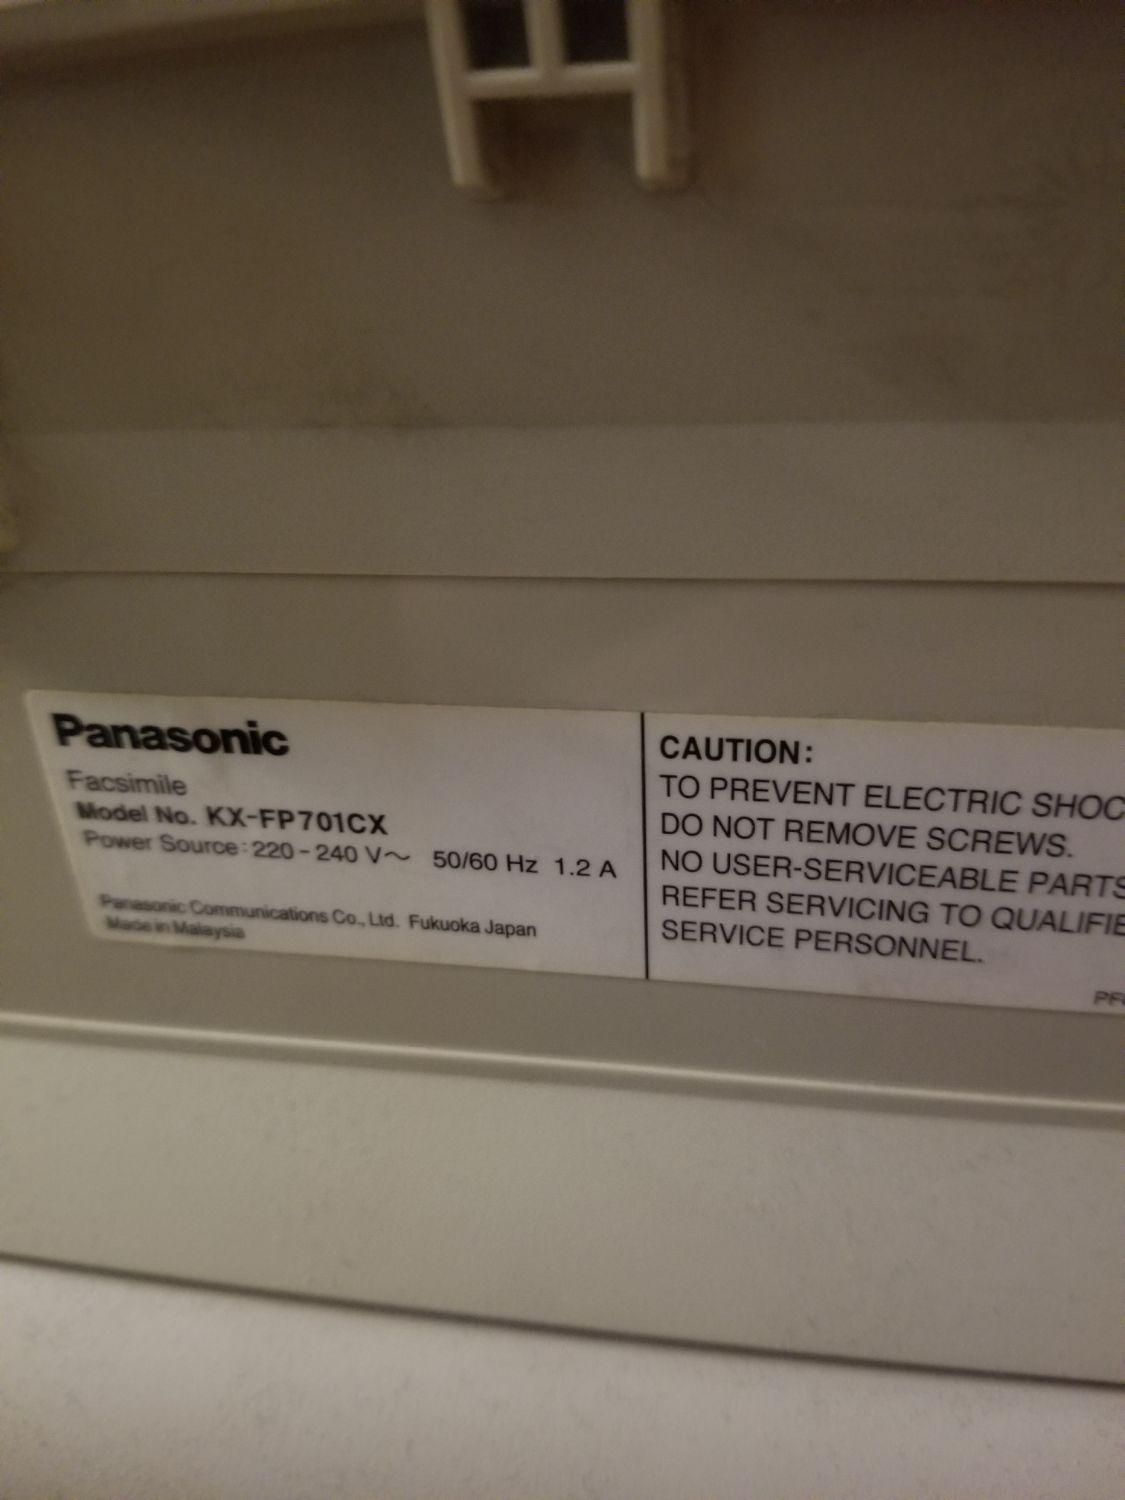 Panasonic
Facsimile
Model No. KX-FP701CX
Power Source: 220-240 V~ 50/60 Hz 1.2 A
Panasonic Communications Co., Ltd. Fukuoka Japan
Made in Malaysia
CAUTION:
TO PREVENT ELECTRIC SHOC
DO NOT REMOVE SCREWS.
NO USER-SERVICEABLE PARTS
REFER SERVICING TO QUALIFIE
SERVICE PERSONNEL.